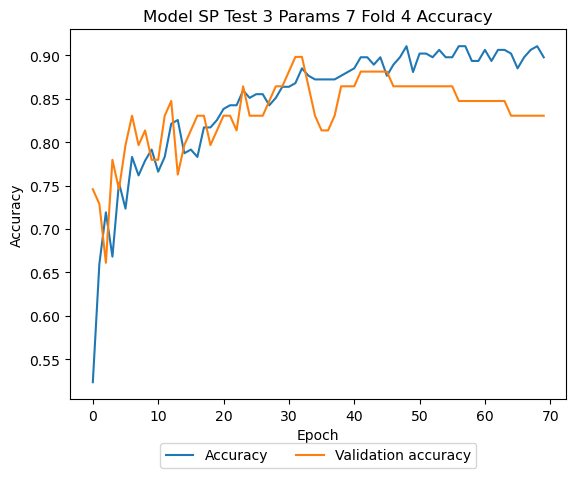 Model SP Test 3 Params 7 Fold 4 Accuracy
0.90
0.85
0.80
0.75
0.70
0.65
0.60
0.55
Accuracy
0 10 20 30 40 50 60 70
Epoch
Accuracy Validation accuracy